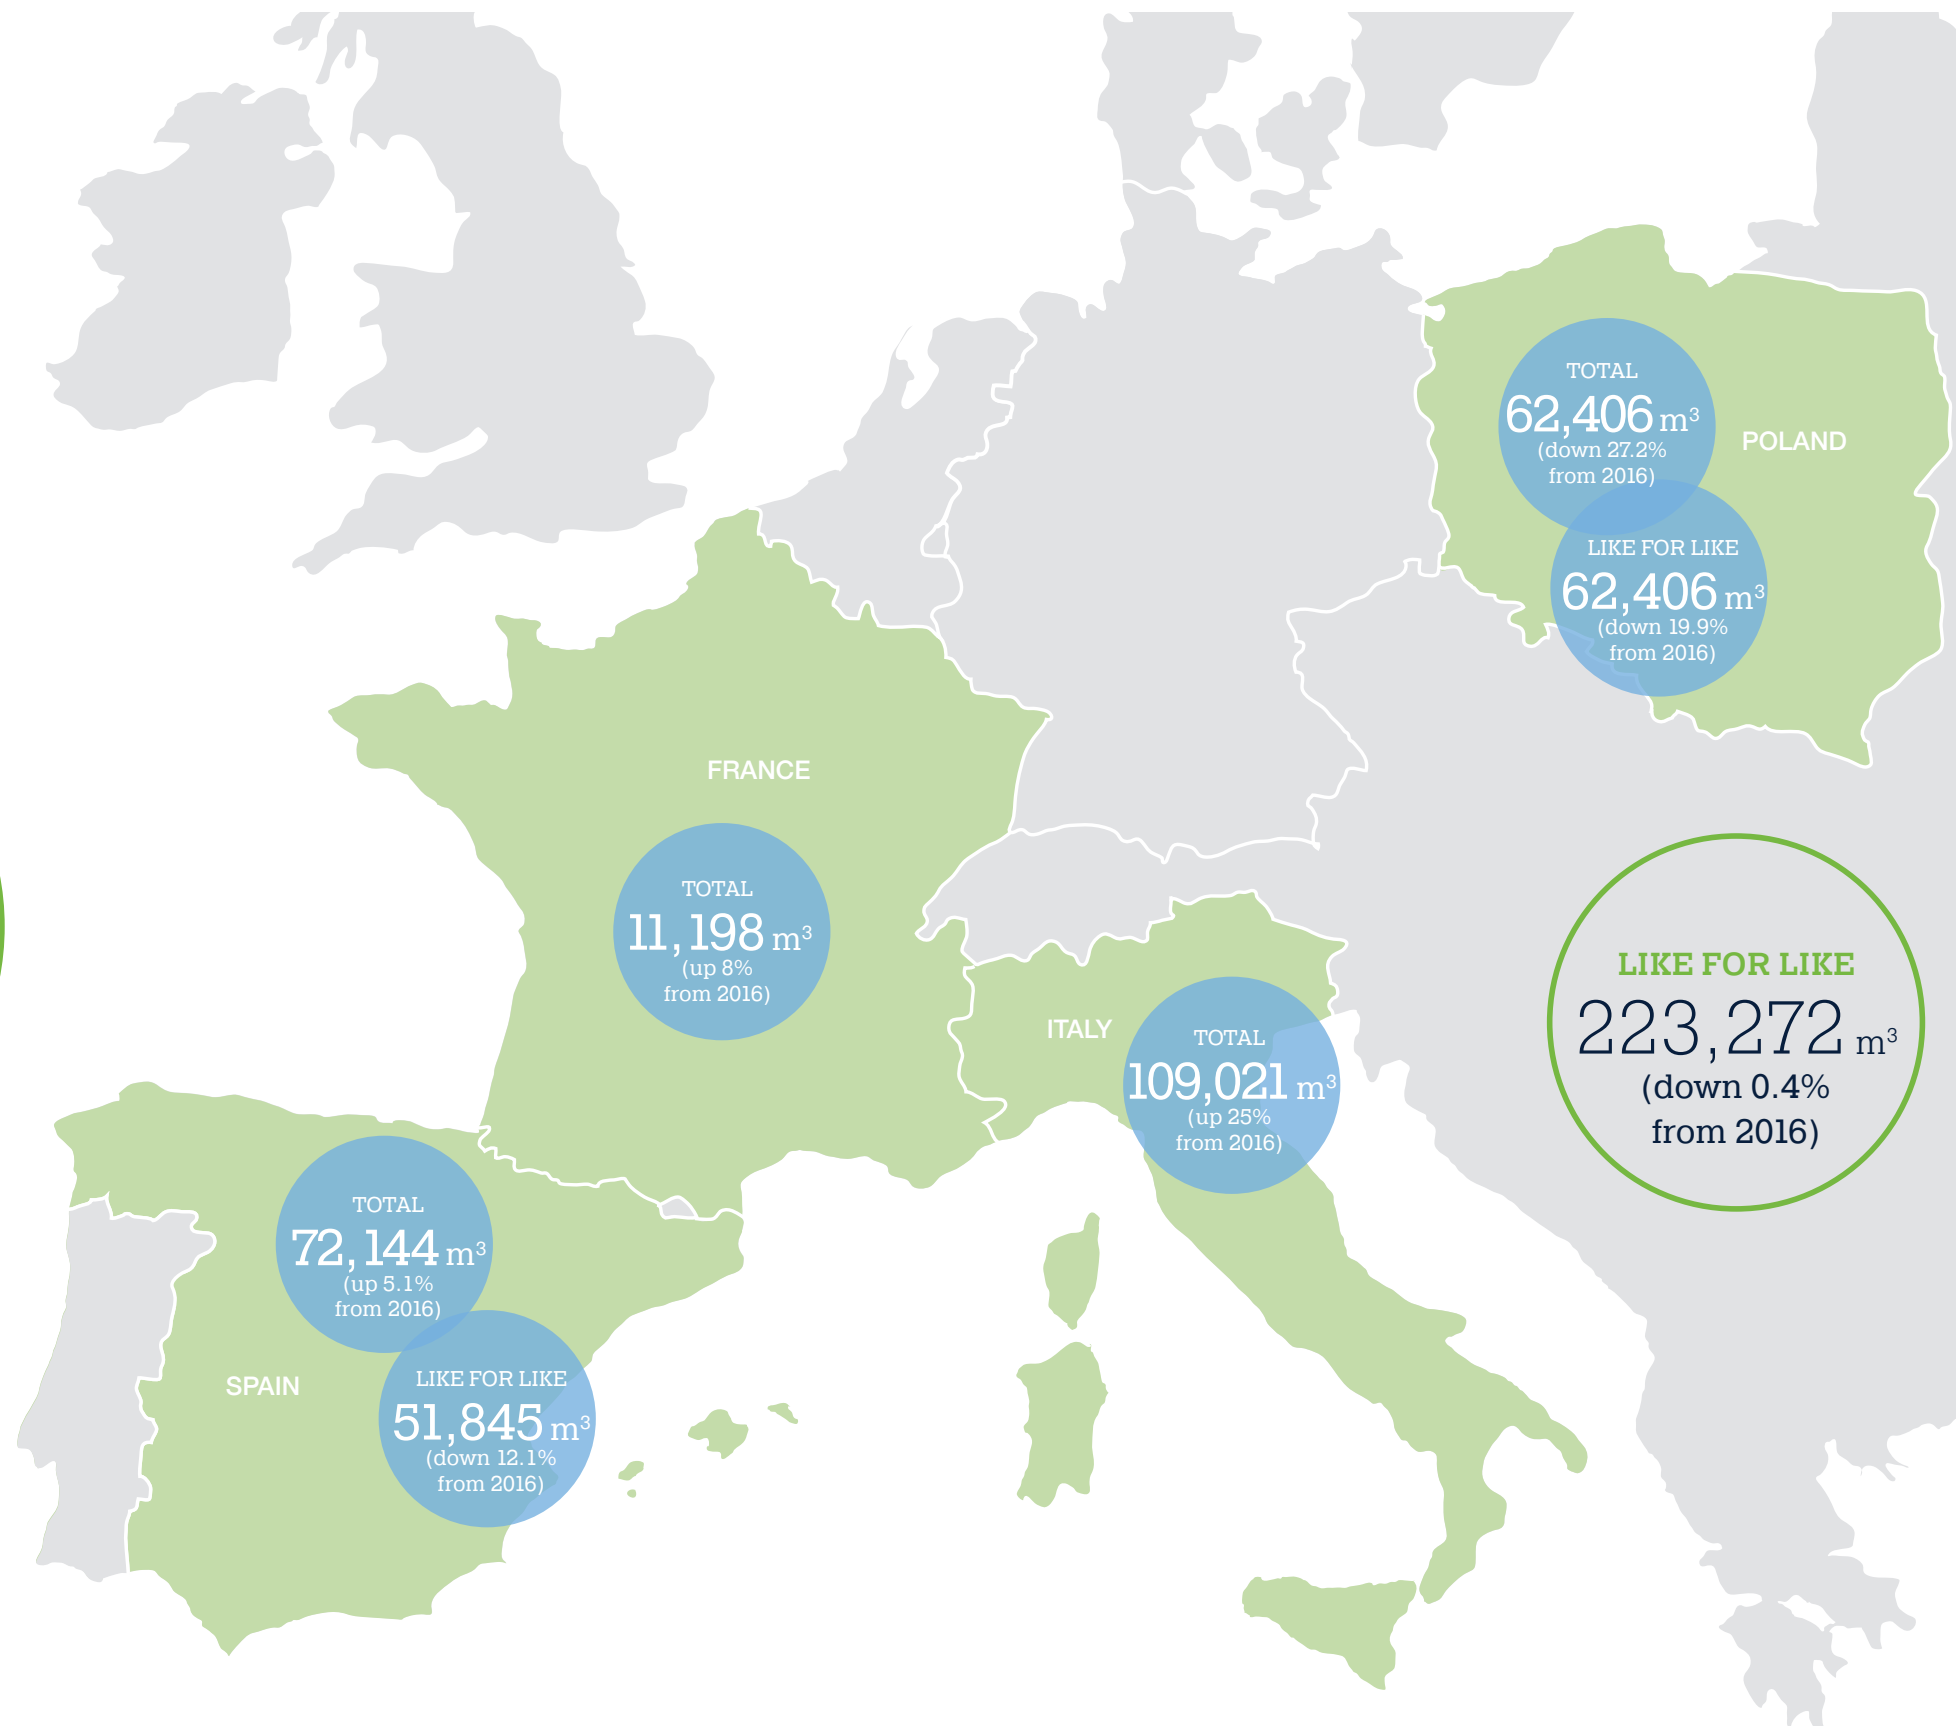 TOTAL
62,406 m³
(down 27.2%
from 2016)
POLAND
LIKE FOR LIKE
62,406 m³
(down 19.9%
from 2016)
FRANCE
TOTAL
11,198 m³
(up 8%
from 2016)
ITALY
TOTAL
109,021 m³
(up 25%
from 2016)
LIKE FOR LIKE
223,272 m³
(down 0.4%
from 2016)
TOTAL
72,144 m³
(up 5.1%
from 2016)
SPAIN
LIKE FOR LIKE
51,845 m³
(down 12.1%
from 2016)